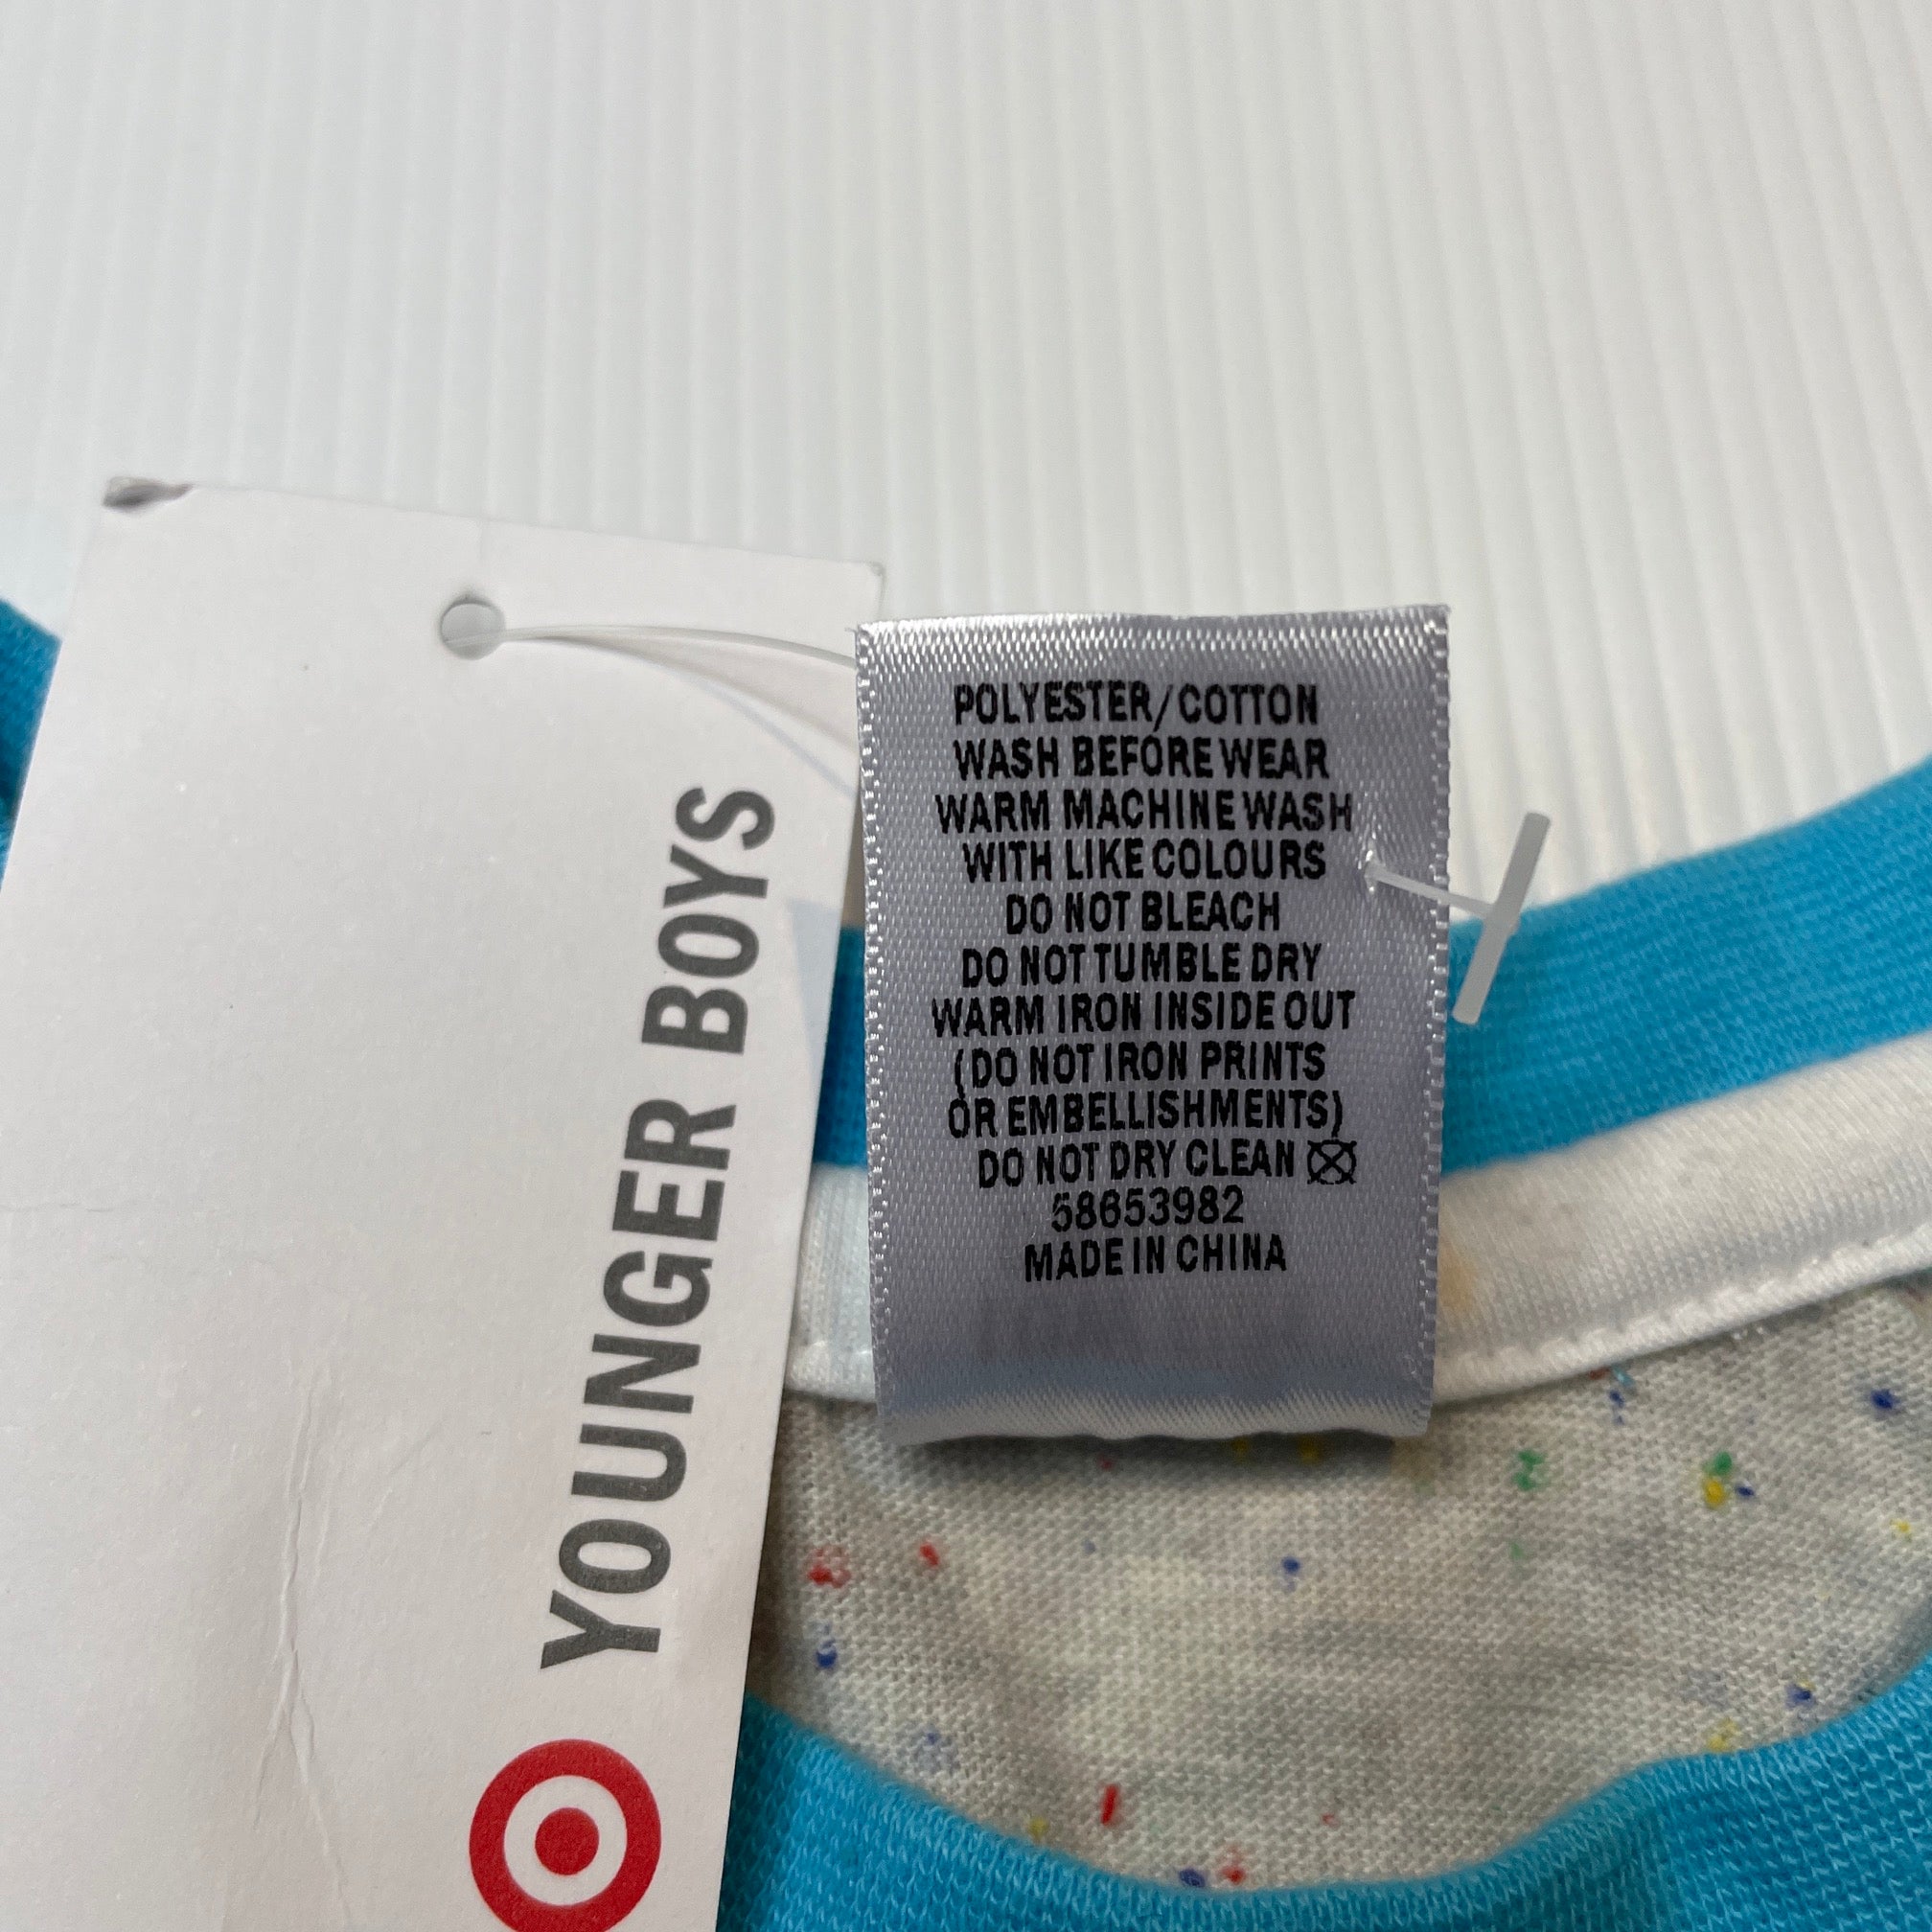 YOUNGER BOYS
POLYESTER/COTTON
WASH BEFORE WEAR
WARM MACHINE WASH
WITH LIKE COLOURS
DO NOT BLEACH
DO NOT TUMBLE DRY
WARM IRON INSIDE OUT
(DO NOT IRON PRINTS
OR EMBELLISHMENTS)
DO NOT DRY CLEAN
58653982
MADE IN CHINA